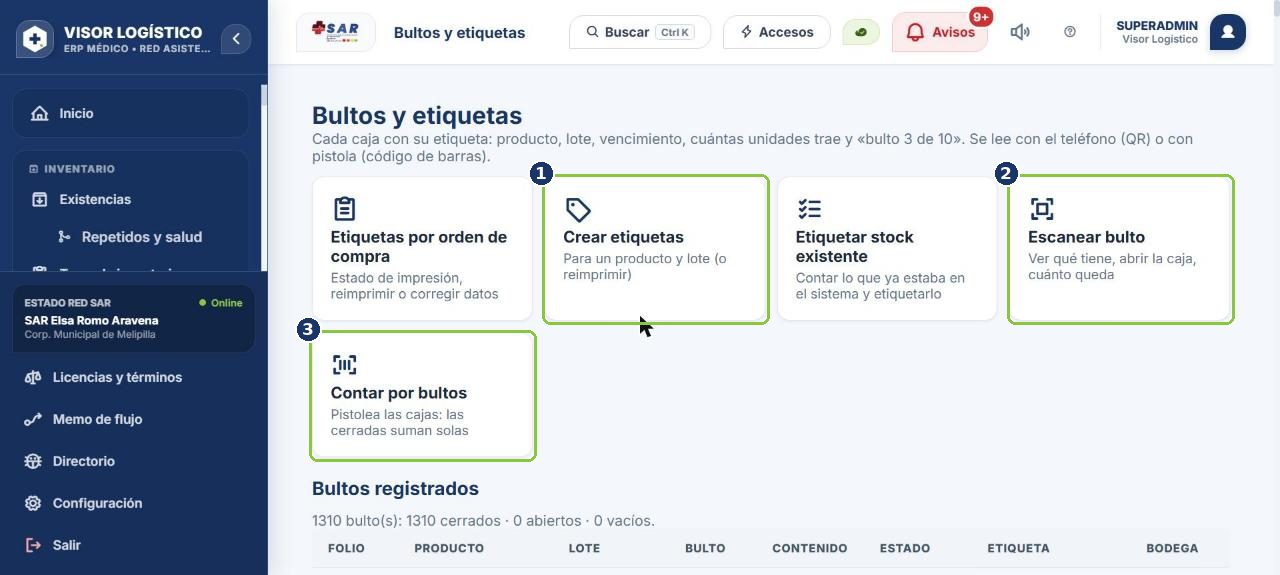 VISOR LOGÍSTICO
ERP MÉDICO • RED ASISTE...
SAR
Bultos y etiquetas
Buscar Ctrl K
Accesos
Avisos
9+
SUPERADMIN
Visor Logístico
Inicio
INVENTARIO
Existencias
Repetidos y salud
ESTADO RED SAR
Online
SAR Elsa Romo Aravena
Corp. Municipal de Melipilla
Licencias y términos
Memo de flujo
Directorio
Configuración
Salir
Bultos y etiquetas
Cada caja con su etiqueta: producto, lote, vencimiento, cuántas unidades trae y «bulto 3 de 10». Se lee con el teléfono (QR) o con
pistola (código de barras).
Etiquetas por orden de
compra
Estado de impresión,
reimprimir o corregir datos
1
Crear etiquetas
Para un producto y lote (o
reimprimir)
Etiquetar stock
existente
Contar lo que ya estaba en
el sistema y etiquetarlo
2
Escanear bulto
Ver qué tiene, abrir la caja,
cuánto queda
3
Contar por bultos
Pistolea las cajas: las
cerradas suman solas
Bultos registrados
1310 bulto(s): 1310 cerrados · 0 abiertos · 0 vacíos.
FOLIO PRODUCTO LOTE BULTO CONTENIDO ESTADO ETIQUETA BODEGA